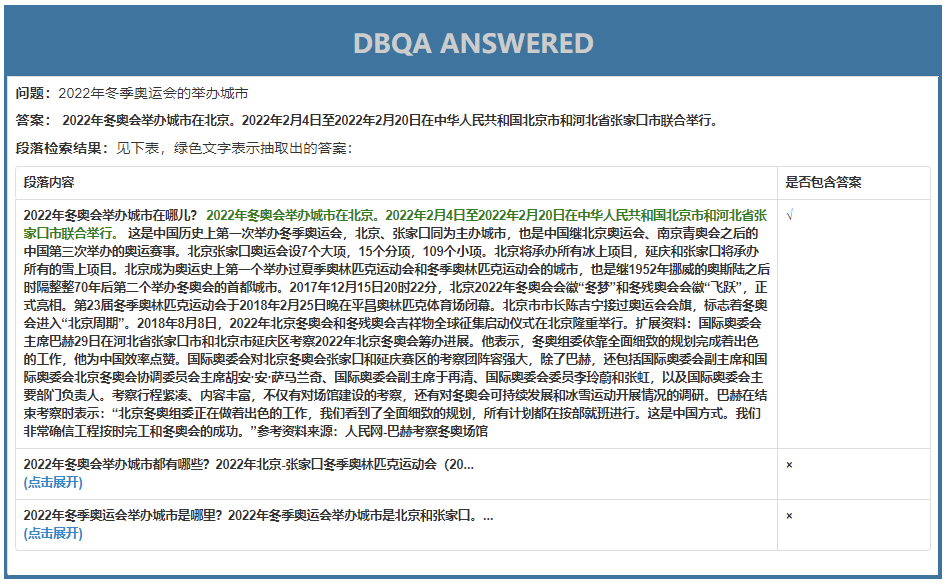 DBQA ANSWERED
问题：2022年冬季奥运会的举办城市
答案： 2022年冬奥会举办城市在北京。2022年2月4日至2022年2月20日在中华人民共和国北京市和河北省张家口市联合举行。
段落检索结果：见下表，绿色文字表示抽取出的答案：
段落内容 是否包含答案
2022年冬奥会举办城市在哪儿？ 2022年冬奥会举办城市在北京。2022年2月4日至2022年2月20日在中华人民共和国北京市和河北省张 √
家口市联合举行。 这是中国历史上第一次举办冬季奥运会，北京、张家口同为主办城市，也是中国继北京奥运会、南京青奥会之后的
中国第三次举办的奥运赛事。北京张家口奥运会设7个大项，15个分项，109个小项。北京将承办所有冰上项目，延庆和张家口将承办
所有的雪上项目。北京成为奥运史上第一个举办过夏季奥林匹克运动会和冬季奥林匹克运动会的城市，也是继1952年挪威的奥斯陆之后
时隔整整70年后第二个举办冬奥会的首都城市。2017年12月15日20时22分，北京2022年冬奥会会徽“冬梦”和冬残奥会会徽“飞跃”，正
式亮相。第23届冬季奥林匹克运动会于2018年2月25日晚在平昌奥林匹克体育场闭幕。北京市市长陈吉宁接过奥运会会旗，标志着冬奥
会进入“北京周期”。2018年8月8日，2022年北京冬奥会和冬残奥会吉祥物全球征集启动仪式在北京隆重举行。扩展资料：国际奥委会
主席巴赫29日在河北省张家口市和北京市延庆区考察2022年北京冬奥会筹办进展。他表示，冬奥组委依靠全面细致的规划完成着出色
的工作，他为中国效率点赞。国际奥委会对北京冬奥会张家口和延庆赛区的考察团阵容强大，除了巴赫，还包括国际奥委会副主席和国
际奥委会北京冬奥会协调委员会主席胡安·安·萨马兰奇、国际奥委会副主席于再清、国际奥委会委员李玲蔚和张虹，以及国际奥委会主
要部门负责人。考察行程紧凑、内容丰富，不仅有对场馆建设的考察，还有对冬奥会可持续发展和冰雪运动开展情况的调研。巴赫在结
束考察时表示：“北京冬奥组委正在做着出色的工作，我们看到了全面细致的规划，所有计划都在按部就班进行。这是中国方式。我们
非常确信工程按时完工和冬奥会的成功。”参考资料来源：人民网-巴赫考察冬奥场馆
2022年冬奥会举办城市都有哪些？2022年北京-张家口冬季奥林匹克运动会（20... ×
(点击展开)
2022年冬季奥运会举办城市是哪里？2022年冬季奥运会举办城市是北京和张家口。... ×
(点击展开)